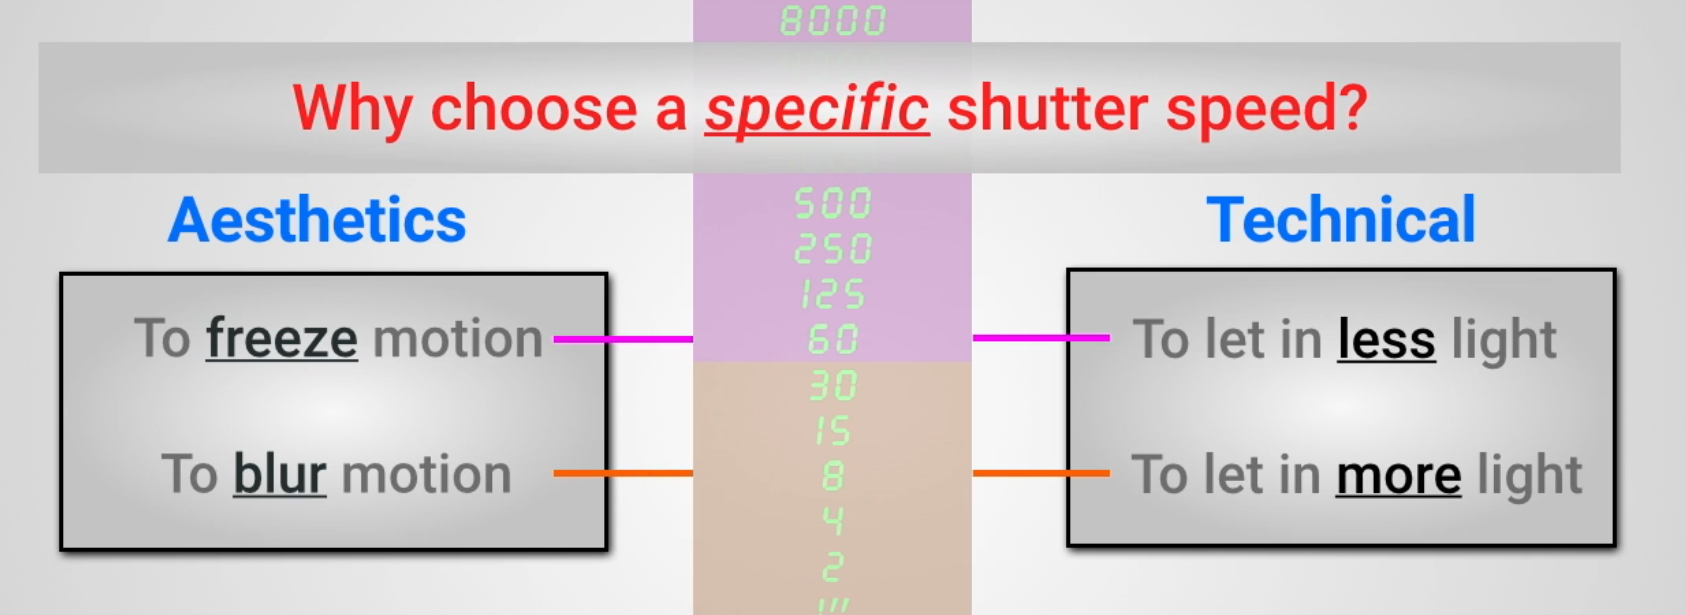 8000
Why choose a specific shutter speed?
Aesthetics
Technical
500
250
125
60
30
15
8
4
2
1"
To freeze motion
To blur motion
To let in less light
To let in more light